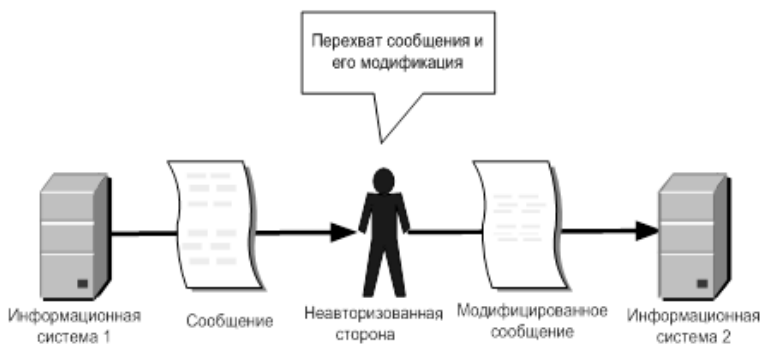 Перехват сообщения и
его модификация
Информационная
система 1
Сообщение
Неавторизованная
сторона
Модифицированное
сообщение
Информационная
система 2